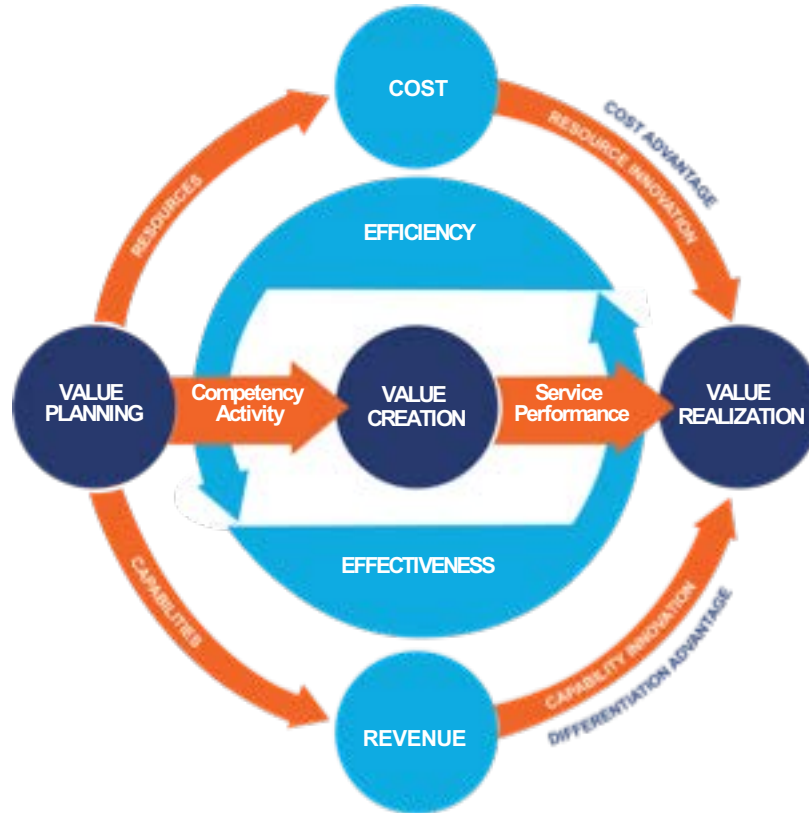 COST
COST ADVANTAGE
RESOURCE INNOVATION
RESOURCES
EFFICIENCY
VALUE
PLANNING
Competency
Activity
VALUE
CREATION
Service
Performance
VALUE
REALIZATION
EFFECTIVENESS
CAPABILITIES
CAPABILITY INNOVATION
DIFFERENTIATION ADVANTAGE
REVENUE